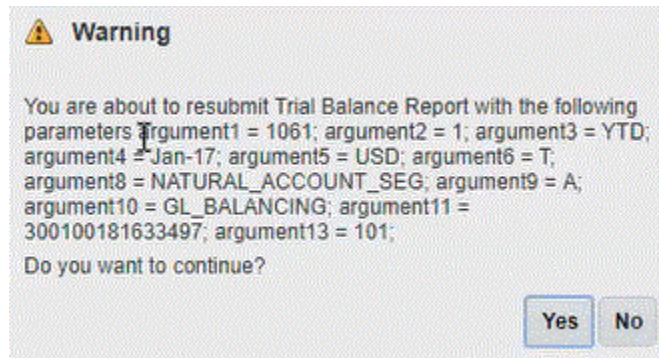 Warning
You are about to resubmit Trial Balance Report with the following
parameters argument1 = 1061; argument2 = 1; argument3 = YTD;
argument4 = Jan-17; argument5 = USD; argument6 = T;
argument8 = NATURAL_ACCOUNT_SEG; argument9 = A;
argument10 = GL_BALANCING; argument11 =
300100181633497; argument13 = 101;
Do you want to continue?
Yes No